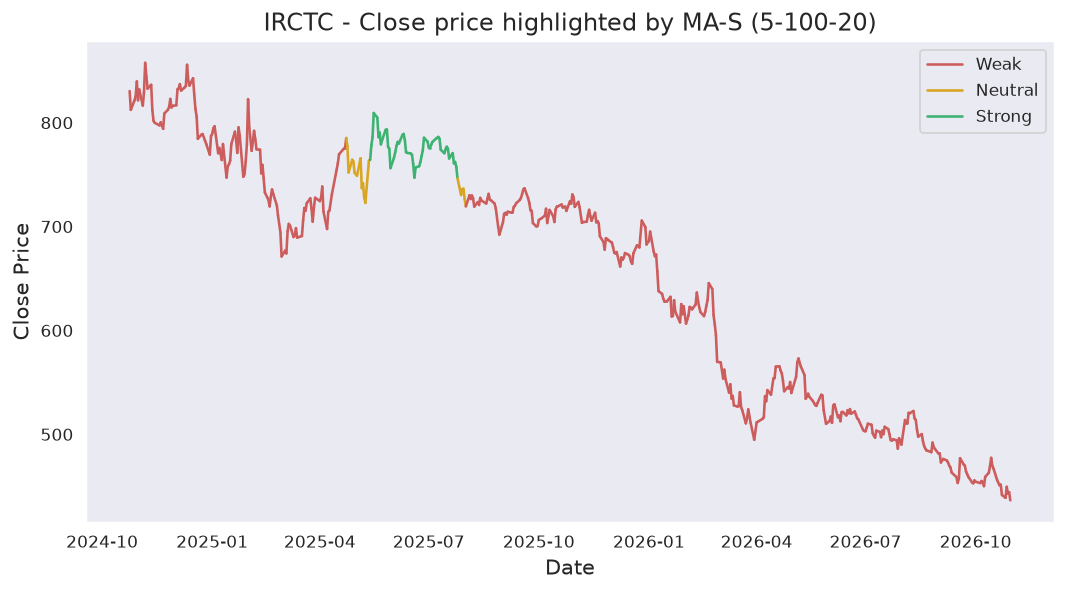 IRCTC - Close price highlighted by MA-S (5-100-20)
Weak
Neutral
Strong
Close Price
800
700
600
500
2024-10 2025-01 2025-04 2025-07 2025-10 2026-01 2026-04 2026-07 2026-10
Date